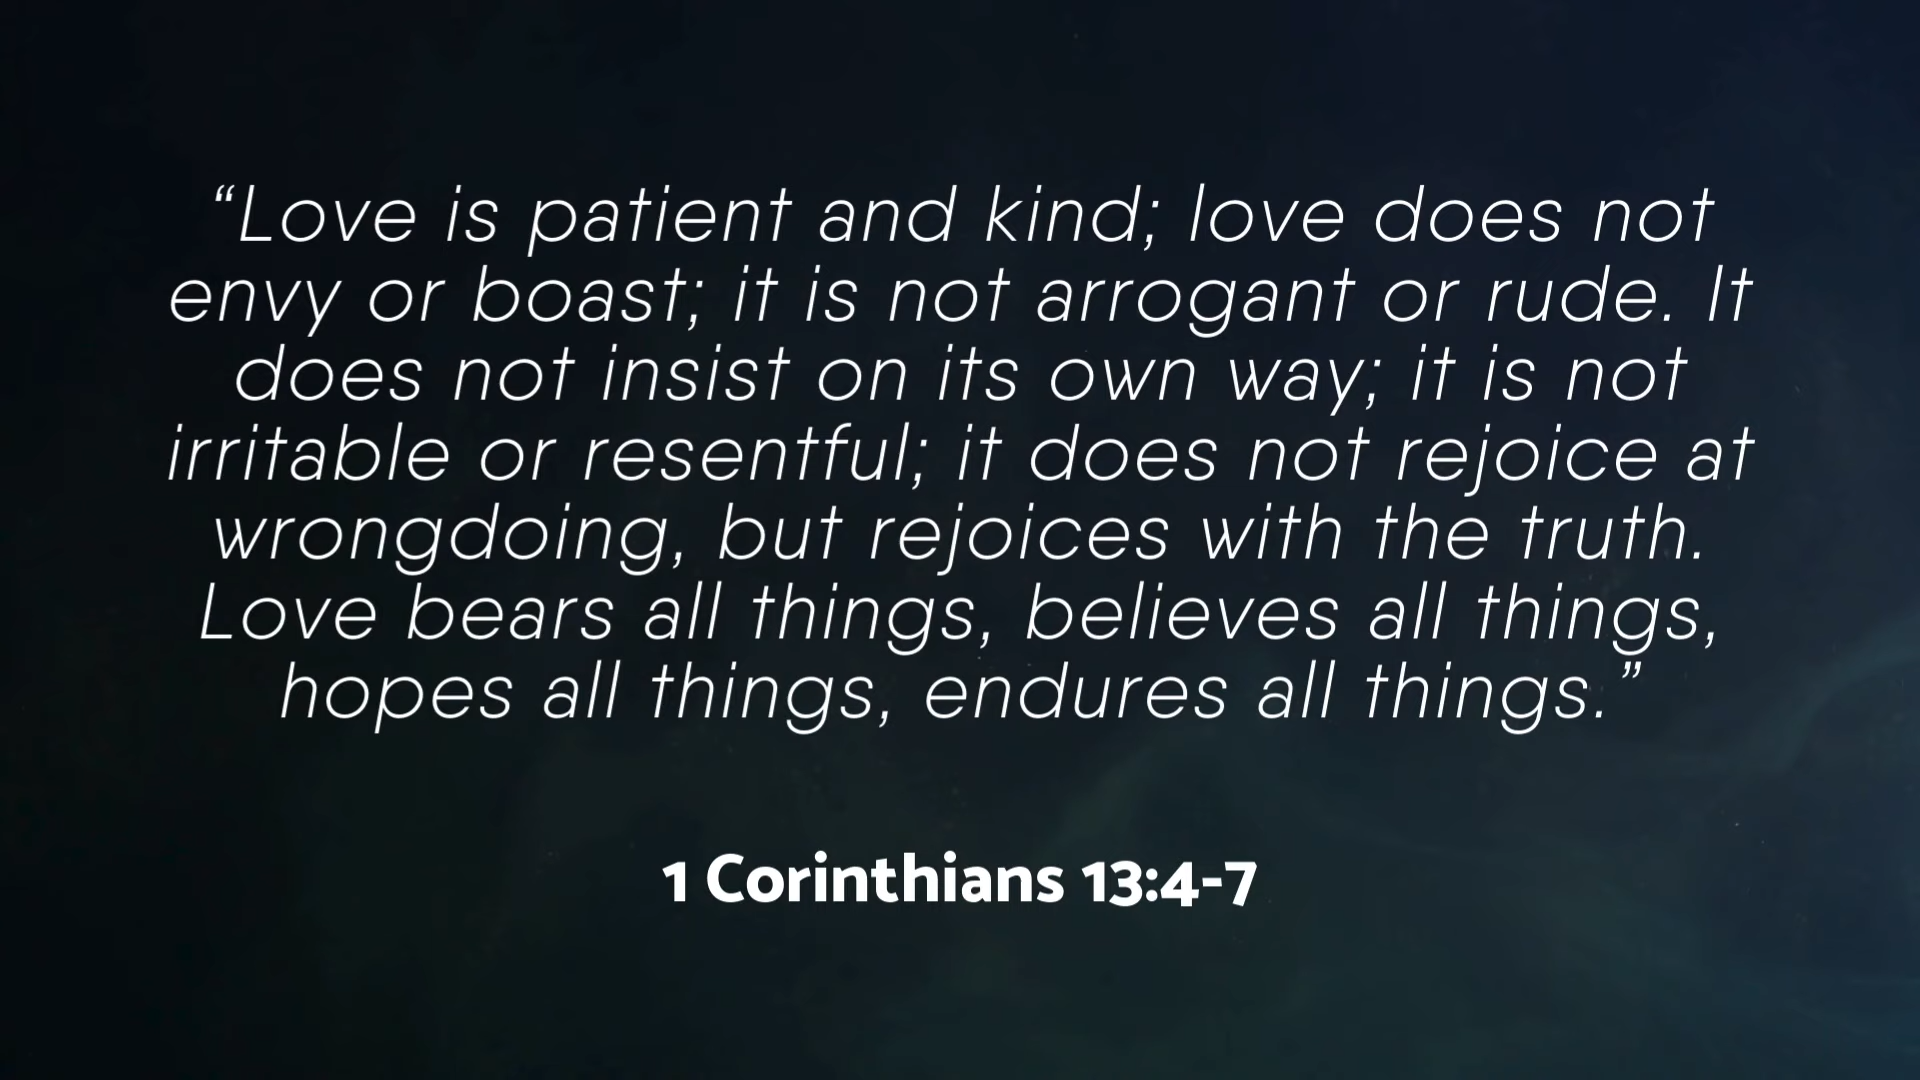 “Love is patient and kind; love does not
envy or boast; it is not arrogant or rude. It
does not insist on its own way; it is not
irritable or resentful; it does not rejoice at
wrongdoing, but rejoices with the truth.
Love bears all things, believes all things,
hopes all things, endures all things.”
1 Corinthians 13:4-7